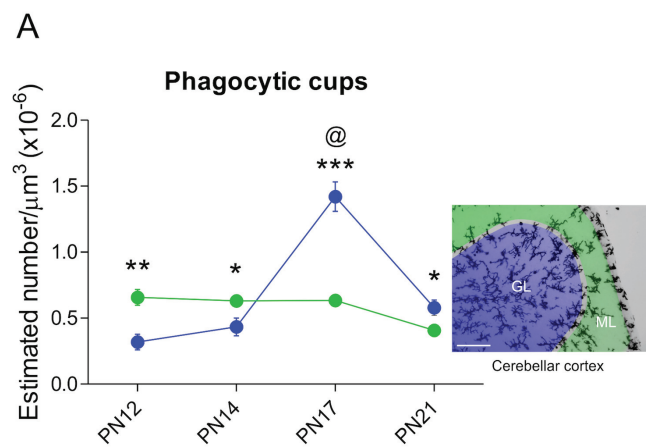 A
Phagocytic cups
Estimated number/μm³ (x10⁻⁶)
2.0
1.5
1.0
0.5
0.0
@
***
**
*
*
PN12
PN14
PN17
PN21
GL
ML
Cerebellar cortex